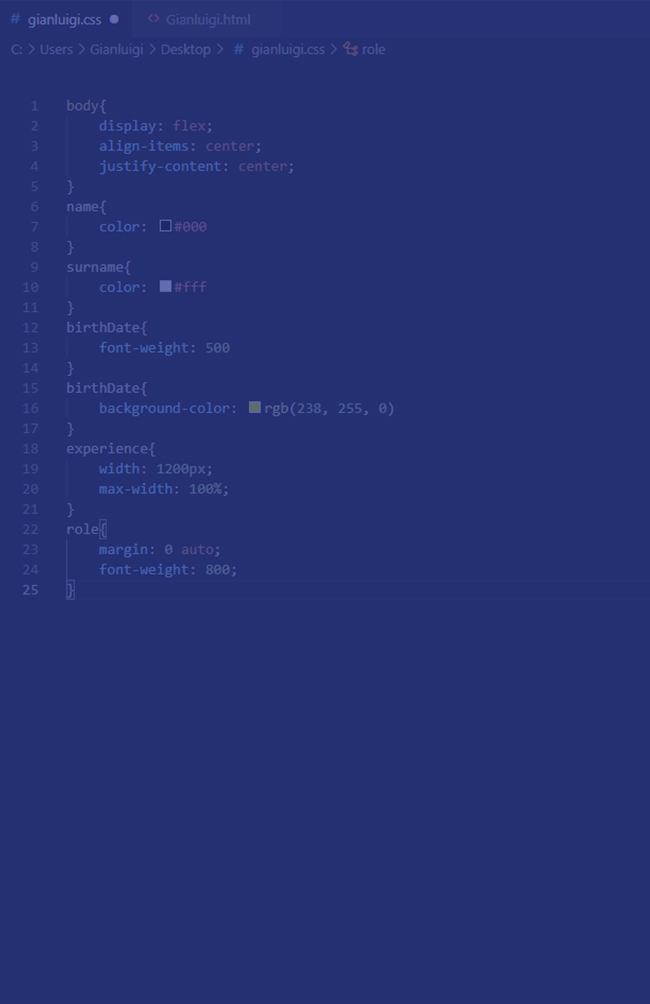 # gianluigi.css ● <> Gianluigi.html
C: > Users > Gianluigi > Desktop > # gianluigi.css > role
1 body{
2 display: flex;
3 align-items: center;
4 justify-content: center;
5 }
6 name{
7 color: #000
8 }
9 surname{
10 color: #fff
11 }
12 birthDate{
13 font-weight: 500
14 }
15 birthDate{
16 background-color: rgb(238, 255, 0)
17 }
18 experience{
19 width: 1200px;
20 max-width: 100%;
21 }
22 role{
23 margin: 0 auto;
24 font-weight: 800;
25 }